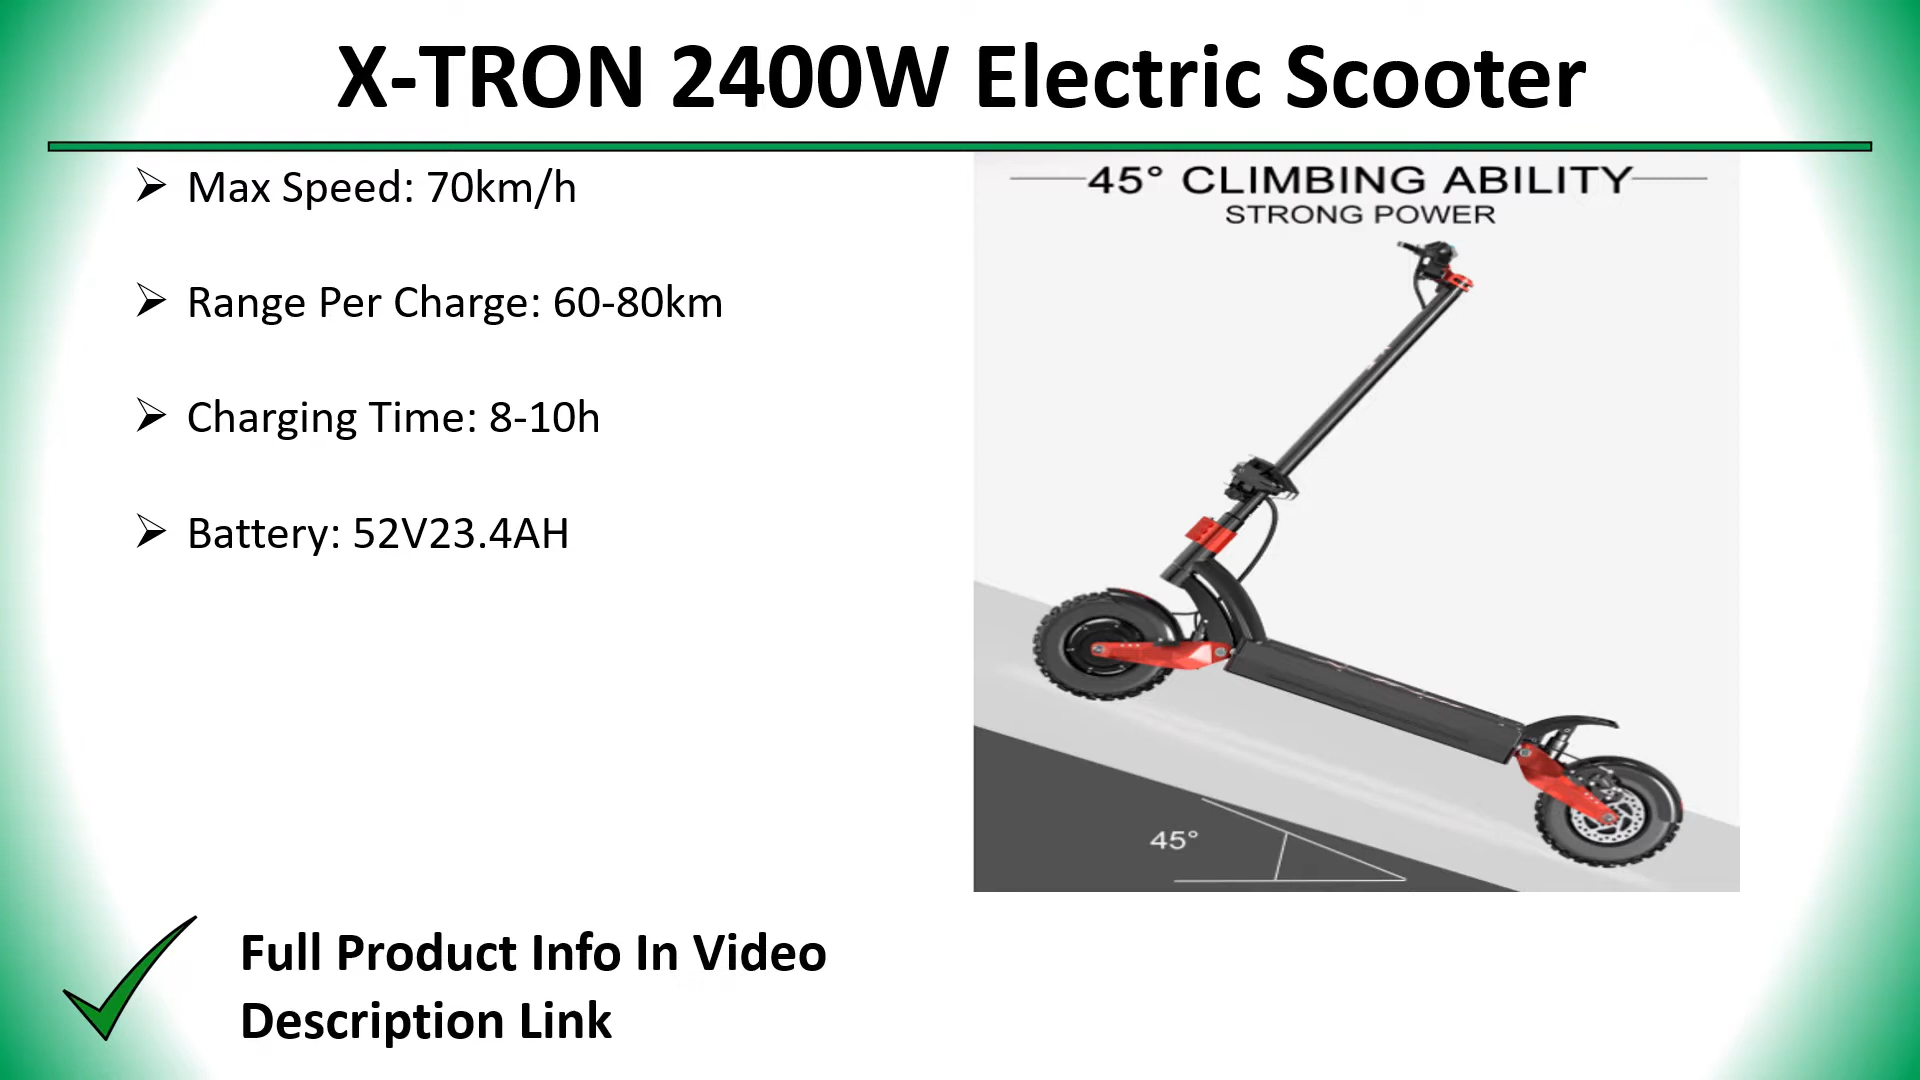 X-TRON 2400W Electric Scooter
Max Speed: 70km/h
Range Per Charge: 60-80km
Charging Time: 8-10h
Battery: 52V23.4AH
45° CLIMBING ABILITY
STRONG POWER
45°
Full Product Info In Video
Description Link